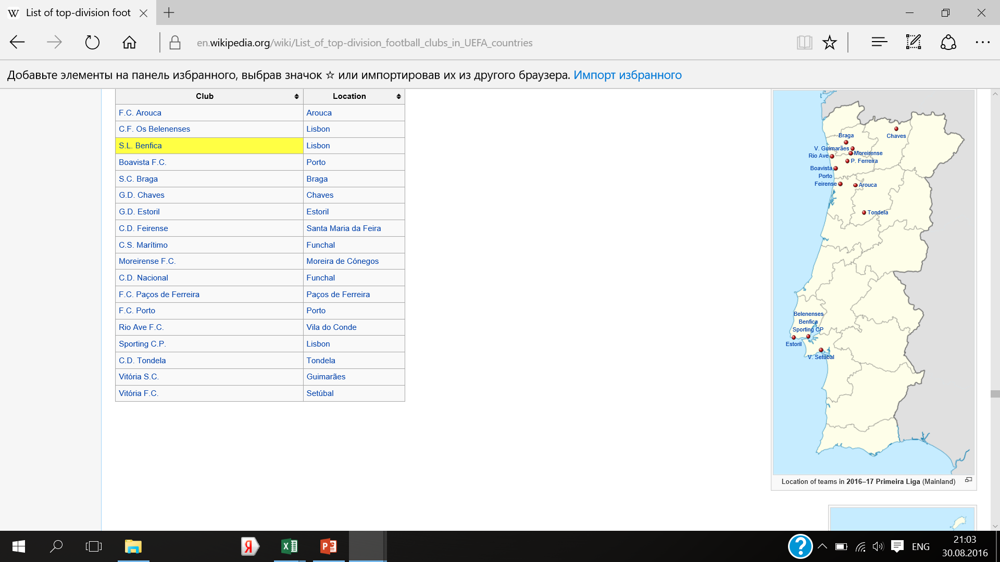 List of top-division foot
en.wikipedia.org/wiki/List_of_top-division_football_clubs_in_UEFA_countries
Добавьте элементы на панель избранного, выбрав значок ☆ или импортировав их из другого браузера. Импорт избранного
Club Location
F.C. Arouca Arouca
C.F. Os Belenenses Lisbon
S.L. Benfica Lisbon
Boavista F.C. Porto
S.C. Braga Braga
G.D. Chaves Chaves
G.D. Estoril Estoril
C.D. Feirense Santa Maria da Feira
C.S. Marítimo Funchal
Moreirense F.C. Moreira de Cónegos
C.D. Nacional Funchal
F.C. Paços de Ferreira Paços de Ferreira
F.C. Porto Porto
Rio Ave F.C. Vila do Conde
Sporting C.P. Lisbon
C.D. Tondela Tondela
Vitória S.C. Guimarães
Vitória F.C. Setúbal
Braga
Chaves
V. Guimarães
Moreirense
Rio Ave
P. Ferreira
Boavista
Porto
Feirense
Arouca
Tondela
Belenenses
Benfica
Sporting CP
Estoril
V. Setúbal
Location of teams in 2016–17 Primeira Liga (Mainland)
ENG
21:03
30.08.2016